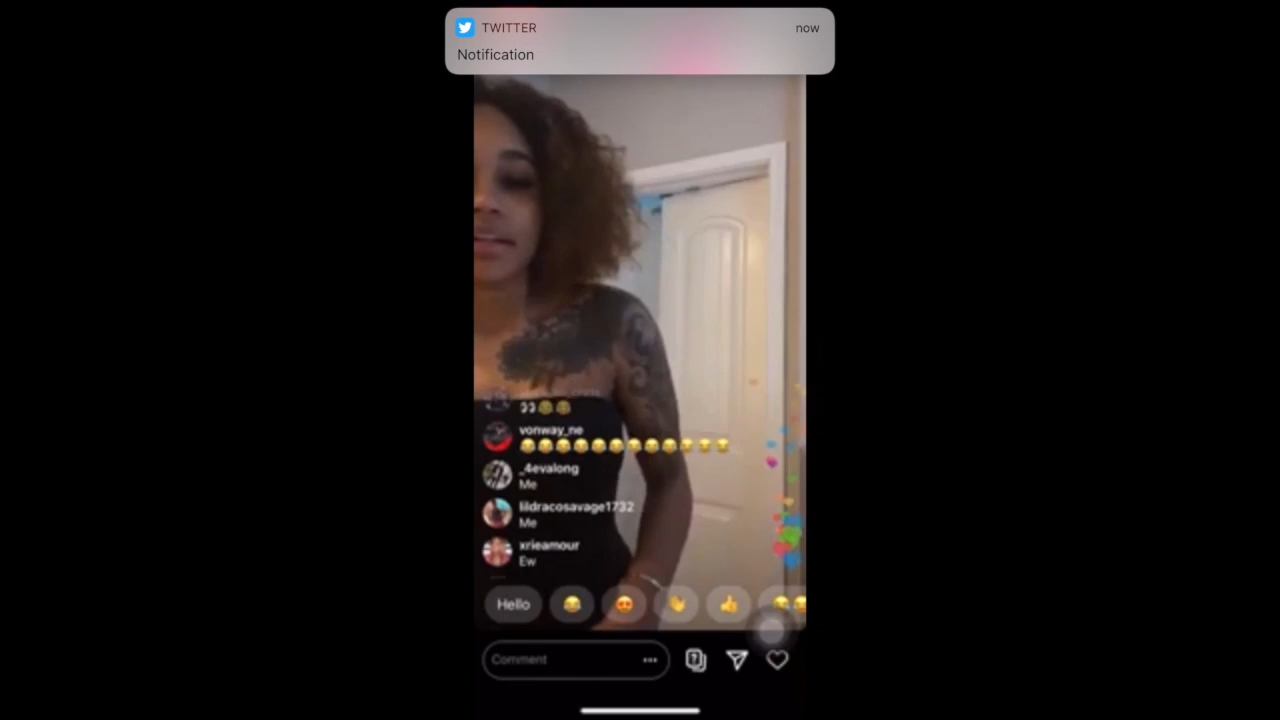 TWITTER
now
Notification
vonway_ne
_4evalong
Me
lildracosavage1732
Me
xrieamour
Ew
Hello
Comment